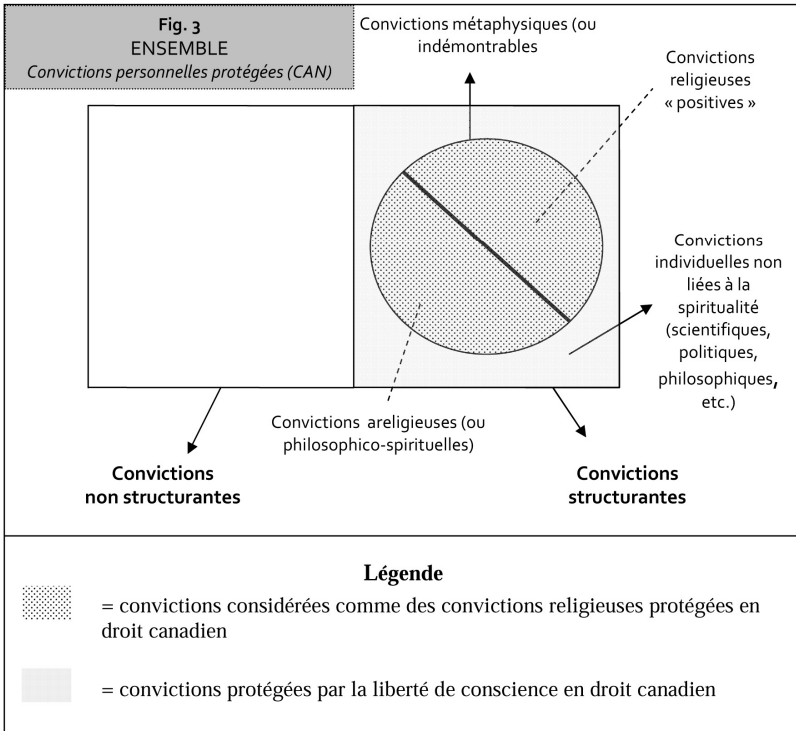 Fig. 3
ENSEMBLE
Convictions personnelles protégées (CAN)
Convictions métaphysiques (ou
indémontrables
Convictions
religieuses
« positives »
Convictions
individuelles non
liées à la
spiritualité
(scientifiques,
politiques,
philosophiques,
etc.)
Convictions areligieuses (ou
philosophico-spirituelles)
Convictions
non structurantes
Convictions
structurantes
Légende
= convictions considérées comme des convictions religieuses protégées en
droit canadien
= convictions protégées par la liberté de conscience en droit canadien